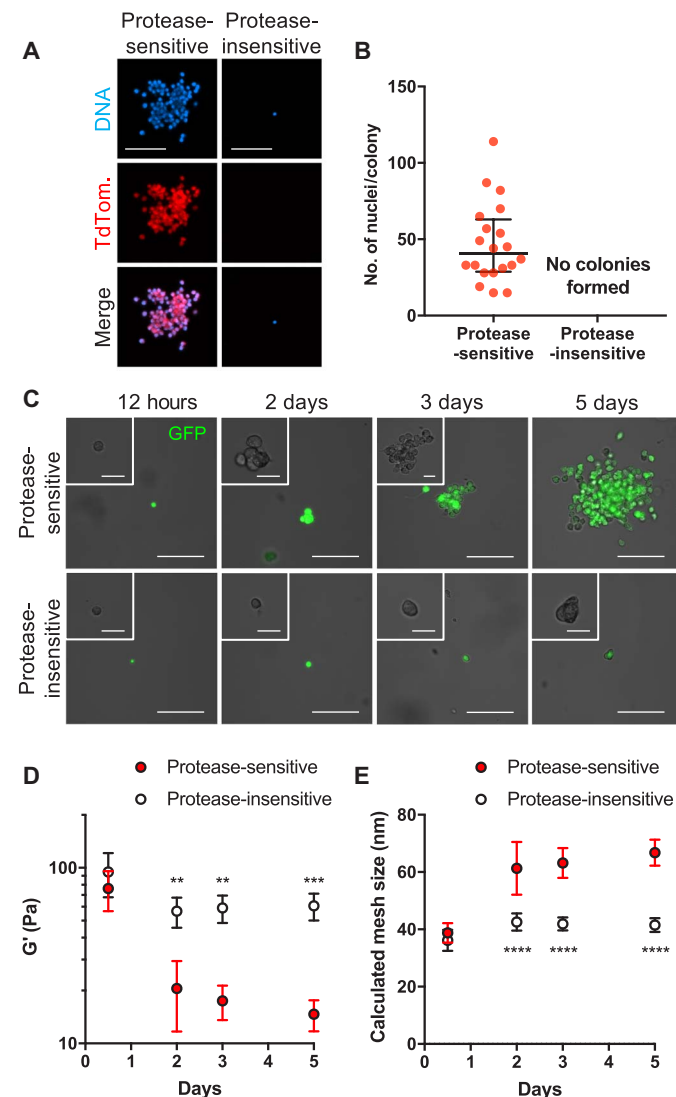 A
Protease-
sensitive
Protease-
insensitive
DNA
TdTom.
Merge
B
No. of nuclei/colony
150
100
50
0
No colonies
formed
Protease
-sensitive
Protease
-insensitive
C
12 hours
2 days
3 days
5 days
GFP
Protease-
sensitive
Protease-
insensitive
D
Protease-sensitive
Protease-insensitive
G' (Pa)
100
10
**
**
***
0
1
2
3
4
5
Days
E
Protease-sensitive
Protease-insensitive
Calculated mesh size (nm)
80
60
40
20
0
****
****
****
0
1
2
3
4
5
Days